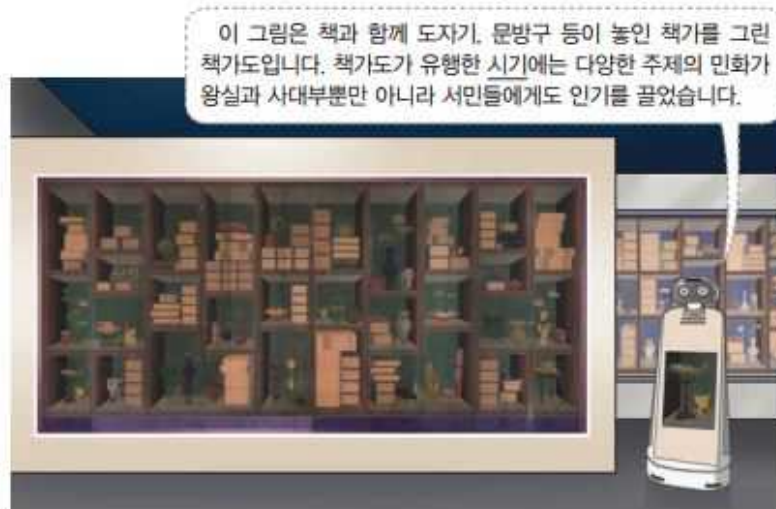 이 그림은 책과 함께 도자기, 문방구 등이 놓인 책가를 그린
책가도입니다. 책가도가 유행한 시기에는 다양한 주제의 민화가
왕실과 사대부뿐만 아니라 서민들에게도 인기를 끌었습니다.